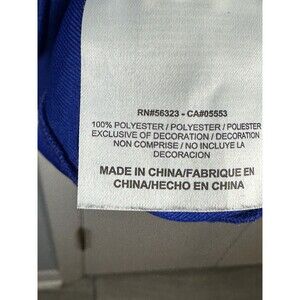 RN#56323 - CA#05553
100% POLYESTER / POLYESTER / POLIESTER
EXCLUSIVE OF DECORATION / DECORATION
NON COMPRISE / NO INCLUYE LA
DECORACION
MADE IN CHINA/FABRIQUE EN
CHINA/HECHO EN CHINA